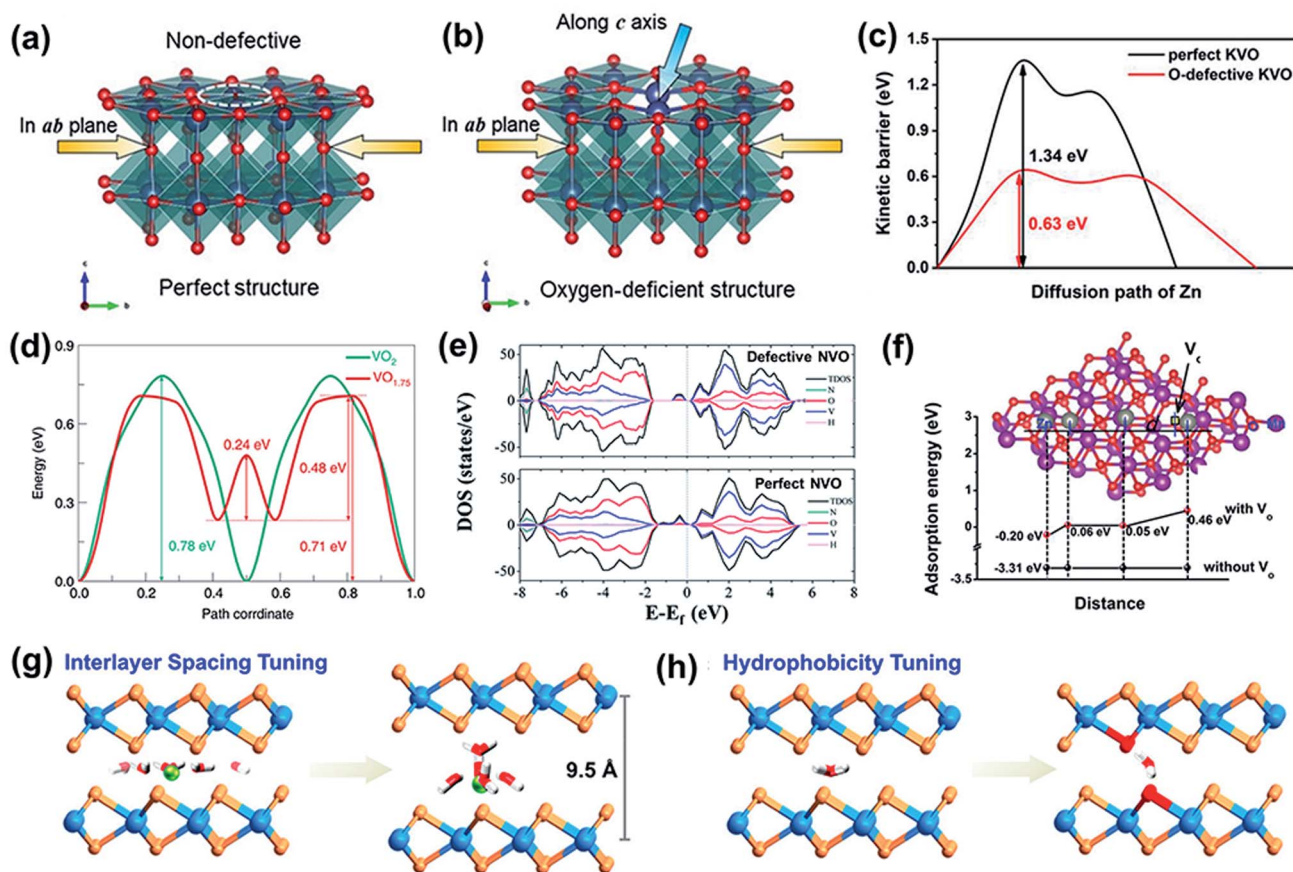 (a)
Non-defective
In ab plane
Perfect structure
c
b
(b)
Along c axis
In ab plane
Oxygen-deficient structure
c
b
(c)
Kinetic barrier (eV)
1.5
1.2
0.9
0.6
0.3
0.0
perfect KVO
O-defective KVO
1.34 eV
0.63 eV
Diffusion path of Zn
(d)
Energy (eV)
0.9
0.6
0.3
0.0
VO2
VO1.75
0.24 eV
0.48 eV
0.78 eV
0.71 eV
0.0 0.2 0.4 0.6 0.8 1.0
Path corrdinate
(e)
DOS (states/eV)
50
0
-50
Defective NVO
TDOS
N
O
V
H
50
0
-50
Perfect NVO
TDOS
N
O
V
H
-8 -6 -4 -2 0 2 4 6 8
E-Ef (eV)
(f)
Adsorption energy (eV)
3
2
1
0
-3.5
Zn
d
-0.20 eV
0.06 eV
0.05 eV
0.46 eV
with Vo
-3.31 eV
without Vo
Distance
(g) Interlayer Spacing Tuning
9.5 Å
(h) Hydrophobicity Tuning